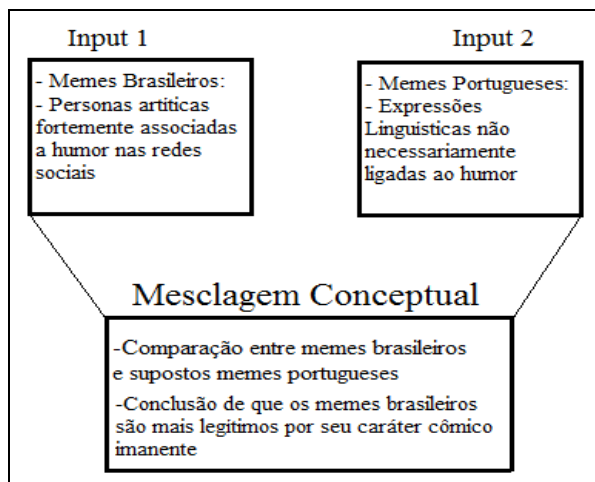 Input 1
- Memes Brasileiros:
- Personas artiticas
fortemente associadas
a humor nas redes
sociais
Input 2
- Memes Portugueses:
- Expressões
Linguisticas não
necessariamente
ligadas ao humor
Mesclagem Conceptual
-Comparação entre memes brasileiros
e supostos memes portugueses
-Conclusão de que os memes brasileiros
são mais legitimos por seu caráter cômico
imanente